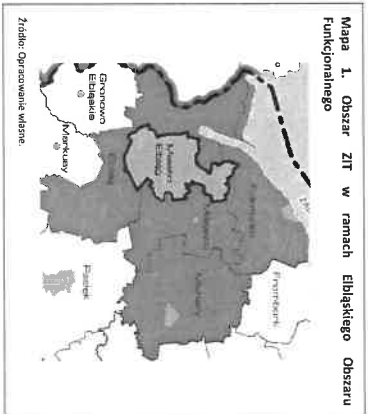 Mapa 1. Obszar ZIT w ramach Elbląskiego Obszaru
Funkcjonalnego
Frombork
Miasto
Elbląg
Gronowo
Elbląskie
Markusy
Pasłęk
Źródło: Opracowanie własne.